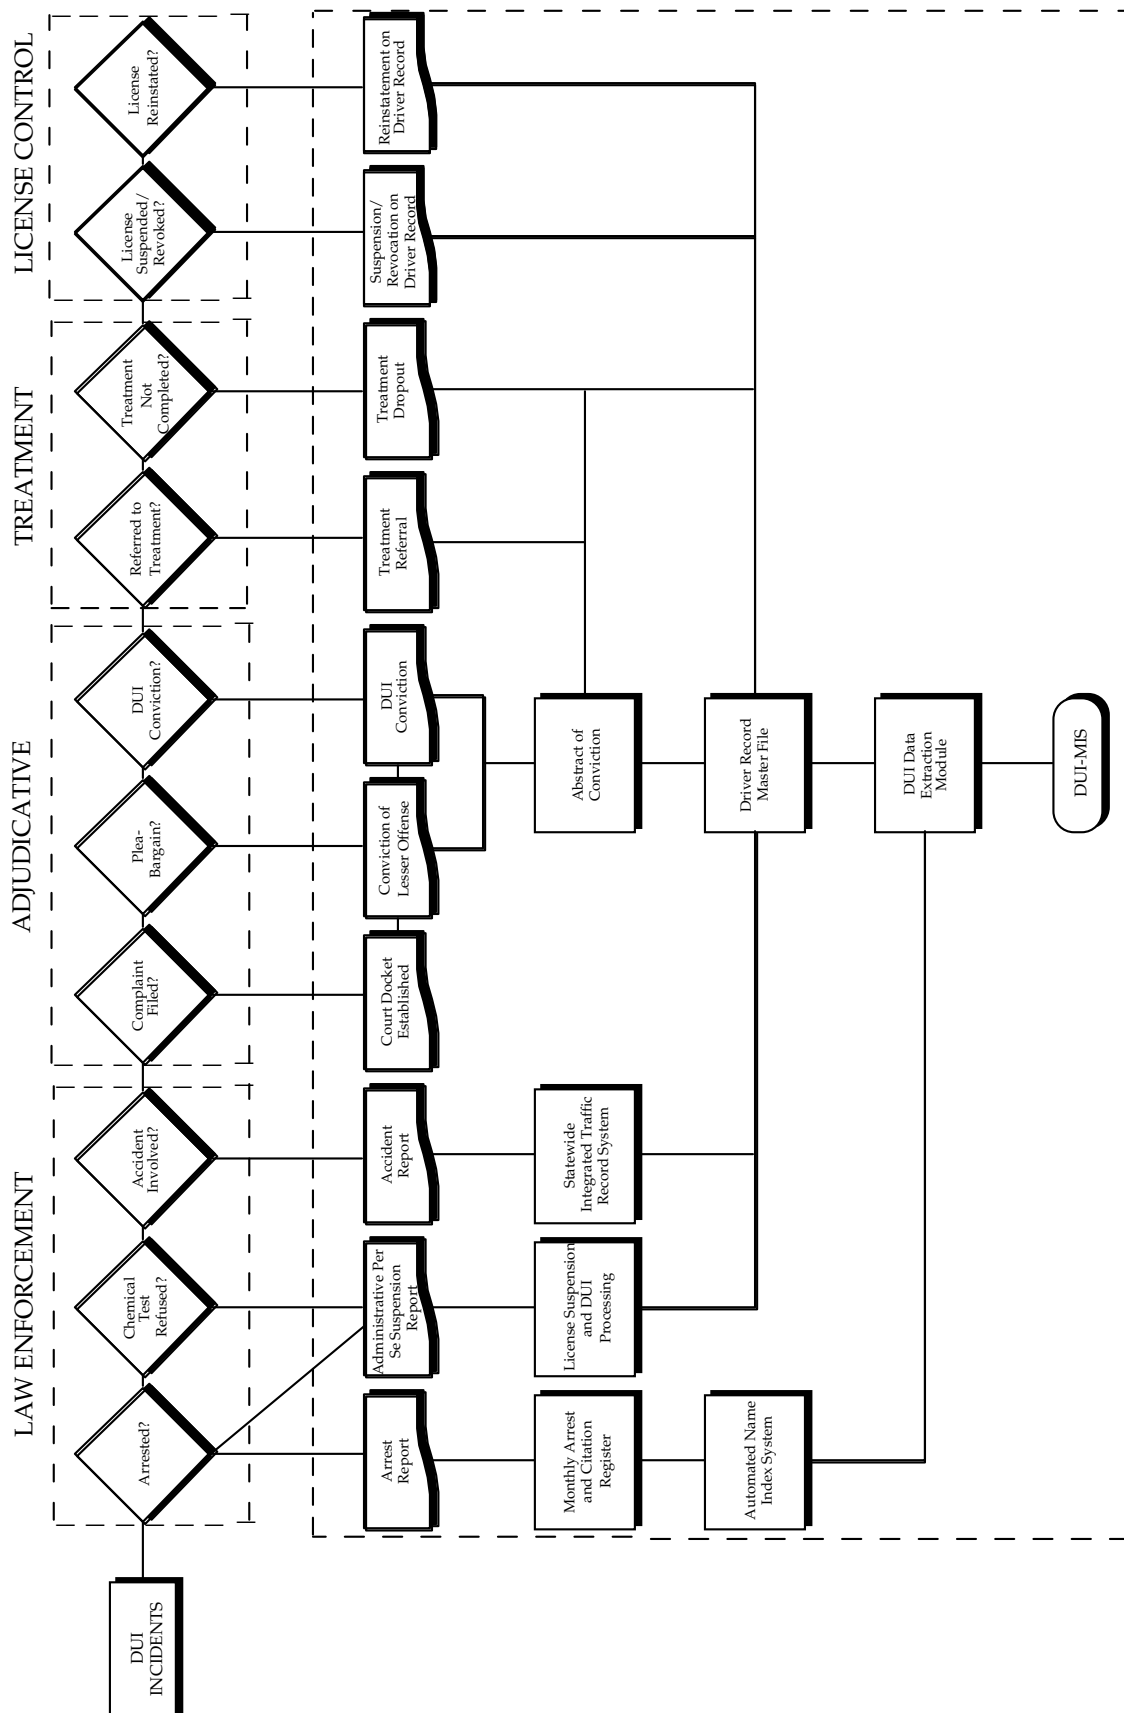 LAW ENFORCEMENT
ADJUDICATIVE
TREATMENT
LICENSE CONTROL
DUI
INCIDENTS
Arrested?
Chemical
Test
Refused?
Accident
Involved?
Complaint
Filed?
Plea-
Bargain?
DUI
Conviction?
Referred to
Treatment?
Treatment
Not
Completed?
License
Suspended/
Revoked?
License
Reinstated?
Arrest
Report
Administrative Per
Se Suspension
Report
Accident
Report
Court Docket
Established
Conviction of
Lesser Offense
DUI
Conviction
Treatment
Referral
Treatment
Dropout
Suspension/
Revocation on
Driver Record
Reinstatement on
Driver Record
Monthly Arrest
and Citation
Register
License Suspension
and DUI
Processing
Statewide
Integrated Traffic
Record System
Abstract of
Conviction
Automated Name
Index System
Driver Record
Master File
DUI Data
Extraction
Module
DUI-MIS